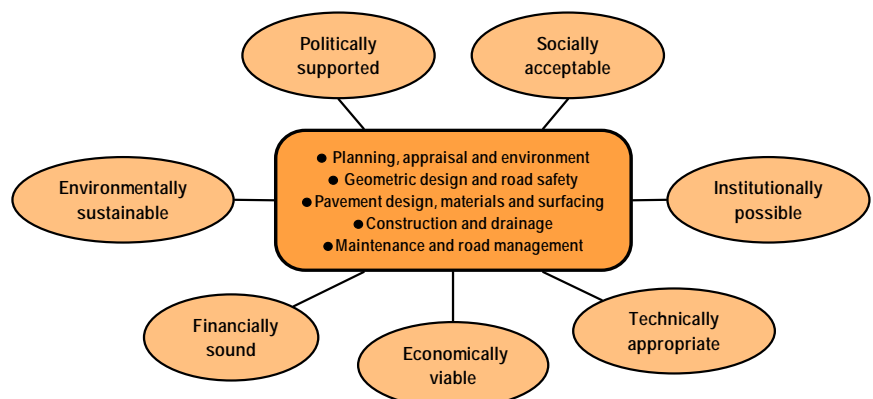 Politically
supported
Socially
acceptable
● Planning, appraisal and environment
● Geometric design and road safety
● Pavement design, materials and surfacing
● Construction and drainage
● Maintenance and road management
Environmentally
sustainable
Institutionally
possible
Financially
sound
Economically
viable
Technically
appropriate